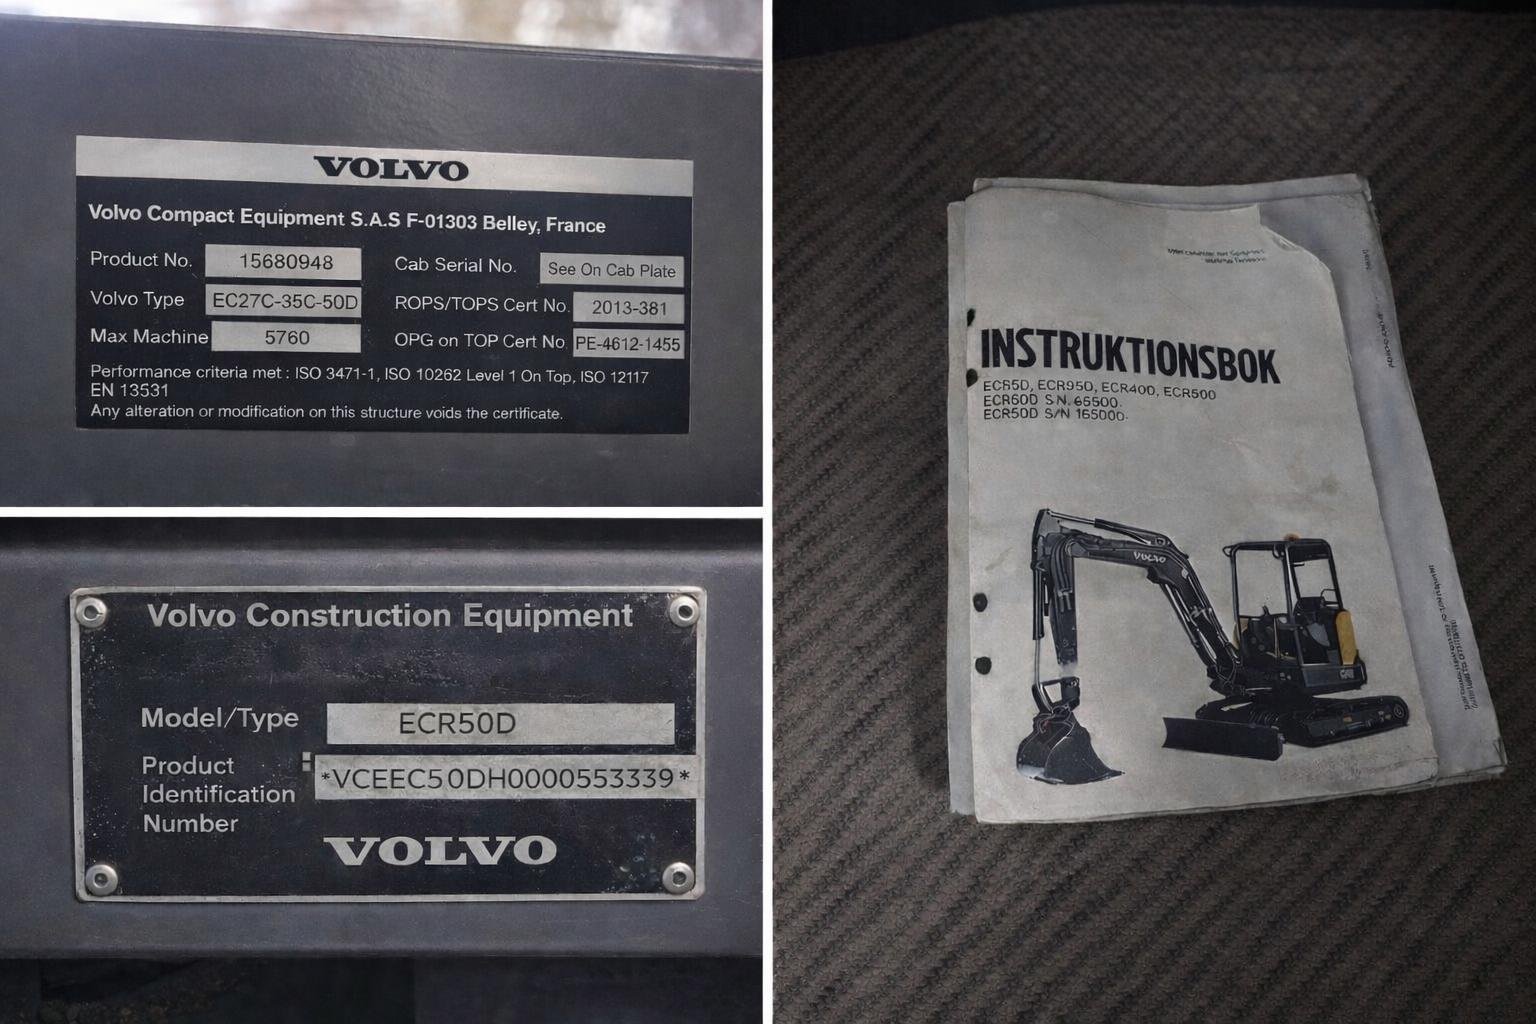 VOLVO
Volvo Compact Equipment S.A.S F-01303 Belley, France
Product No. 15680948 Cab Serial No. See On Cab Plate
Volvo Type EC27C-35C-50D ROPS/TOPS Cert No. 2013-381
Max Machine 5760 OPG on TOP Cert No. PE-4612-1455
Performance criteria met : ISO 3471-1, ISO 10262 Level 1 On Top, ISO 12117
EN 13531
Any alteration or modification on this structure voids the certificate.
Volvo Construction Equipment
Model/Type ECR50D
Product
Identification
Number
*VCEEC50DH0000553339*
VOLVO
INSTRUKTIONSBOK
ECR5D, ECR95D, ECR40D, ECR50D
ECR60D S.N. 65500.
ECR50D S/N 165000.
VOLVO